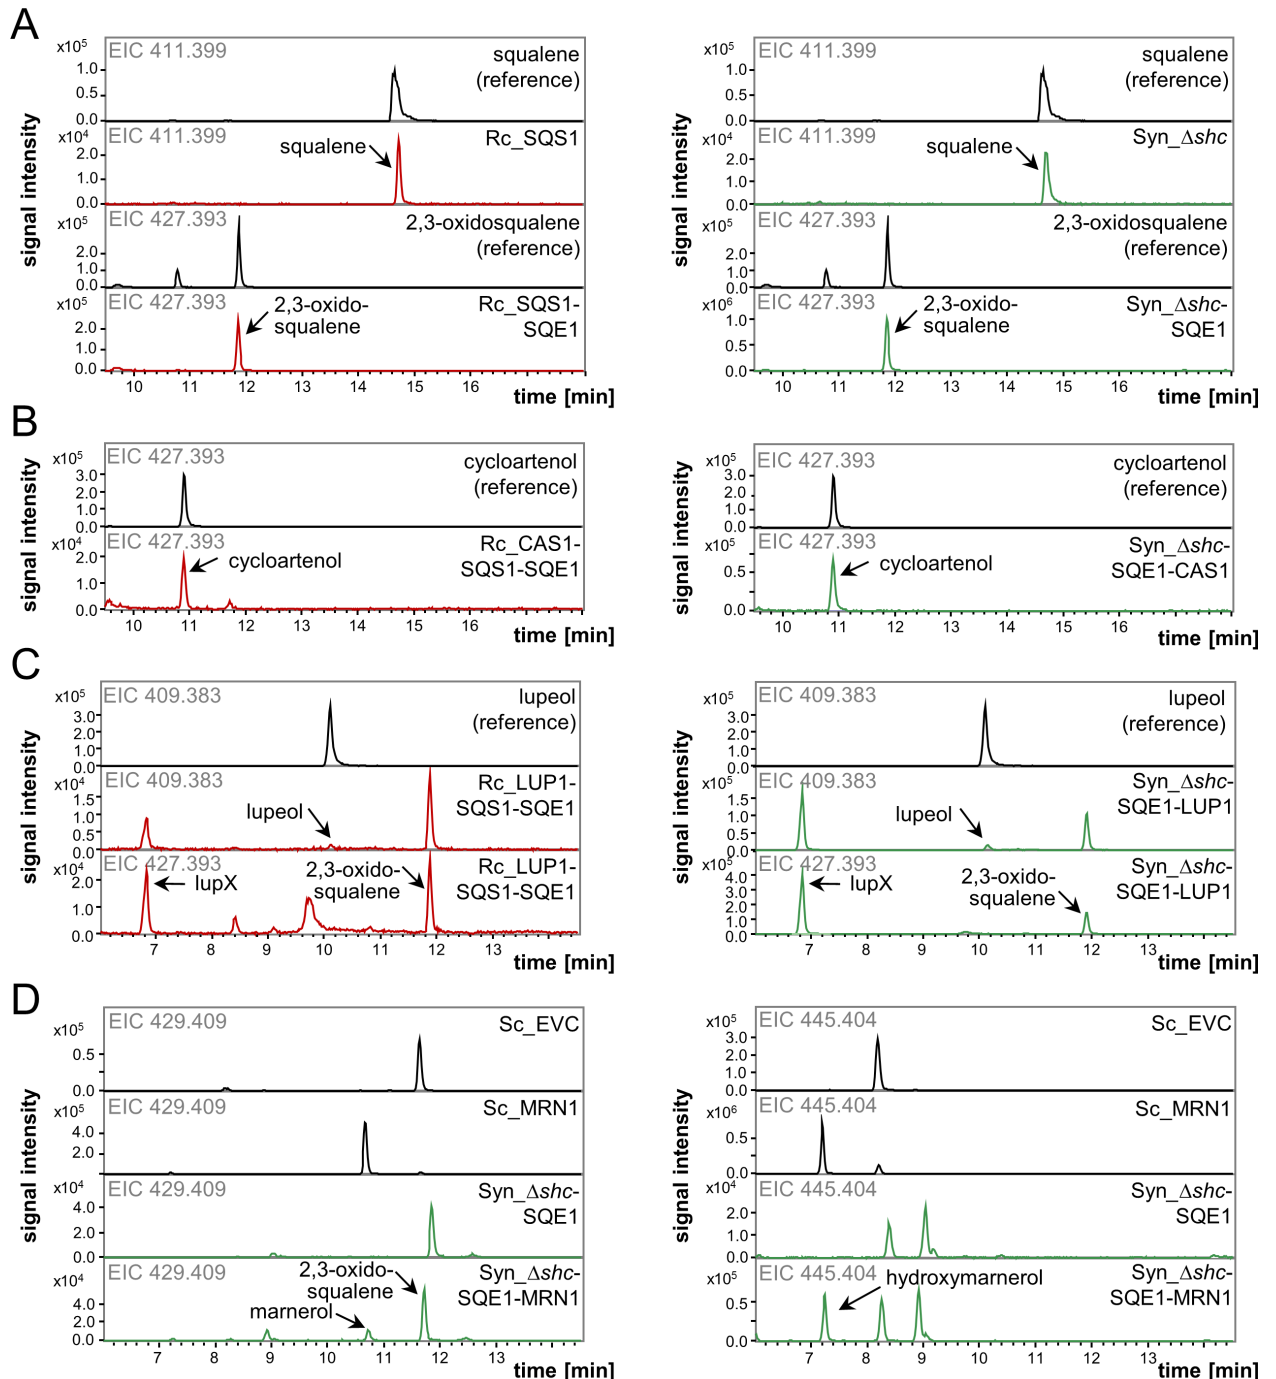 A
signal intensity
x10⁵
EIC 411.399
squalene
(reference)
1.0
0.5
0.0
x10⁴
EIC 411.399
Rc_SQS1
squalene
2.0
1.0
0.0
x10⁵
EIC 427.393
2,3-oxidosqualene
(reference)
2.0
1.0
0.0
x10⁵
EIC 427.393
2,3-oxido-
squalene
Rc_SQS1-
SQE1
2.0
1.0
0.0
10 11 12 13 14 15 16
time [min]
signal intensity
x10⁶
EIC 411.399
squalene
(reference)
1.0
0.5
0.0
x10⁴
EIC 411.399
Syn_Δshc
squalene
2.0
1.0
0.0
x10⁵
EIC 427.393
2,3-oxidosqualene
(reference)
2.0
1.0
0.0
x10⁶
EIC 427.393
2,3-oxido-
squalene
Syn_Δshc-
SQE1
1.0
0.5
0.0
10 11 12 13 14 15 16
time [min]
B
signal intensity
x10⁵
EIC 427.393
cycloartenol
(reference)
3.0
2.0
1.0
0.0
x10⁴
EIC 427.393
cycloartenol
Rc_CAS1-
SQS1-SQE1
2.0
1.0
0.0
10 11 12 13 14 15 16
time [min]
signal intensity
x10⁵
EIC 427.393
cycloartenol
(reference)
3.0
2.0
1.0
0.0
x10⁵
EIC 427.393
cycloartenol
Syn_Δshc-
SQE1-CAS1
0.5
0.0
10 11 12 13 14 15 16
time [min]
C
signal intensity
x10⁵
EIC 409.383
lupeol
(reference)
3.0
2.0
1.0
0.0
x10⁴
EIC 409.383
lupeol
Rc_LUP1-
SQS1-SQE1
1.5
1.0
0.5
0.0
x10⁴
EIC 427.393
lupX
2,3-oxido-
squalene
Rc_LUP1-
SQS1-SQE1
2.0
1.0
0.0
7 8 9 10 11 12 13
time [min]
signal intensity
x10⁵
EIC 409.383
lupeol
(reference)
3.0
2.0
1.0
0.0
x10⁵
EIC 409.383
lupeol
Syn_Δshc-
SQE1-LUP1
1.5
1.0
0.5
0.0
x10⁵
EIC 427.393
lupX
2,3-oxido-
squalene
Syn_Δshc-
SQE1-LUP1
4.0
3.0
2.0
1.0
0.0
7 8 9 10 11 12 13
time [min]
D
signal intensity
x10⁵
EIC 429.409
Sc_EVC
0.5
0.0
x10⁵
EIC 429.409
Sc_MRN1
4.0
2.0
x10⁴
EIC 429.409
Syn_Δshc-
SQE1
4.0
2.0
0.0
x10⁴
EIC 429.409
2,3-oxido-
squalene
marnerol
Syn_Δshc-
SQE1-MRN1
4.0
2.0
0.0
7 8 9 10 11 12 13
time [min]
signal intensity
x10⁵
EIC 445.404
Sc_EVC
3.0
2.0
1.0
0.0
x10⁶
EIC 445.404
Sc_MRN1
0.5
0.0
x10⁴
EIC 445.404
Syn_Δshc-
SQE1
2.0
1.0
0.0
x10⁵
EIC 445.404
hydroxymarnerol
Syn_Δshc-
SQE1-MRN1
0.5
0.0
7 8 9 10 11 12 13
time [min]